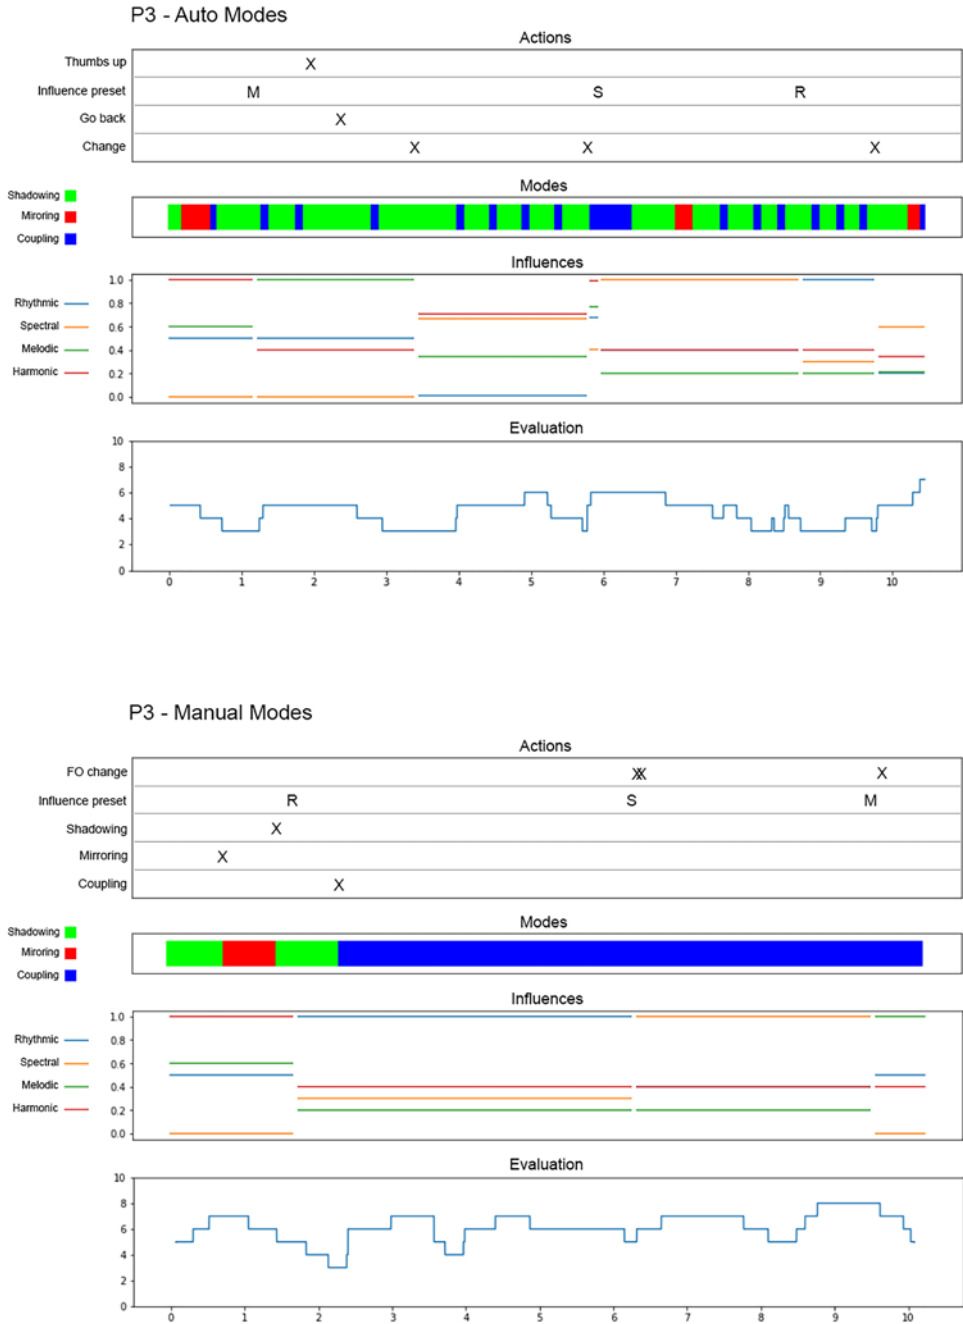 P3 - Auto Modes
Actions
Thumbs up X
Influence preset M S R
Go back X
Change X X X
Modes
Shadowing
Miroring
Coupling
Influences
1.0
0.8
Rhythmic
Spectral 0.6
Melodic 0.4
Harmonic 0.2
0.0
Evaluation
10
8
6
4
2
0
0 1 2 3 4 5 6 7 8 9 10
P3 - Manual Modes
Actions
FO change XX X
Influence preset R S M
Shadowing X
Mirroring X
Coupling X
Modes
Shadowing
Miroring
Coupling
Influences
1.0
Rhythmic 0.8
Spectral 0.6
Melodic 0.4
Harmonic 0.2
0.0
Evaluation
10
8
6
4
2
0
0 1 2 3 4 5 6 7 8 9 10